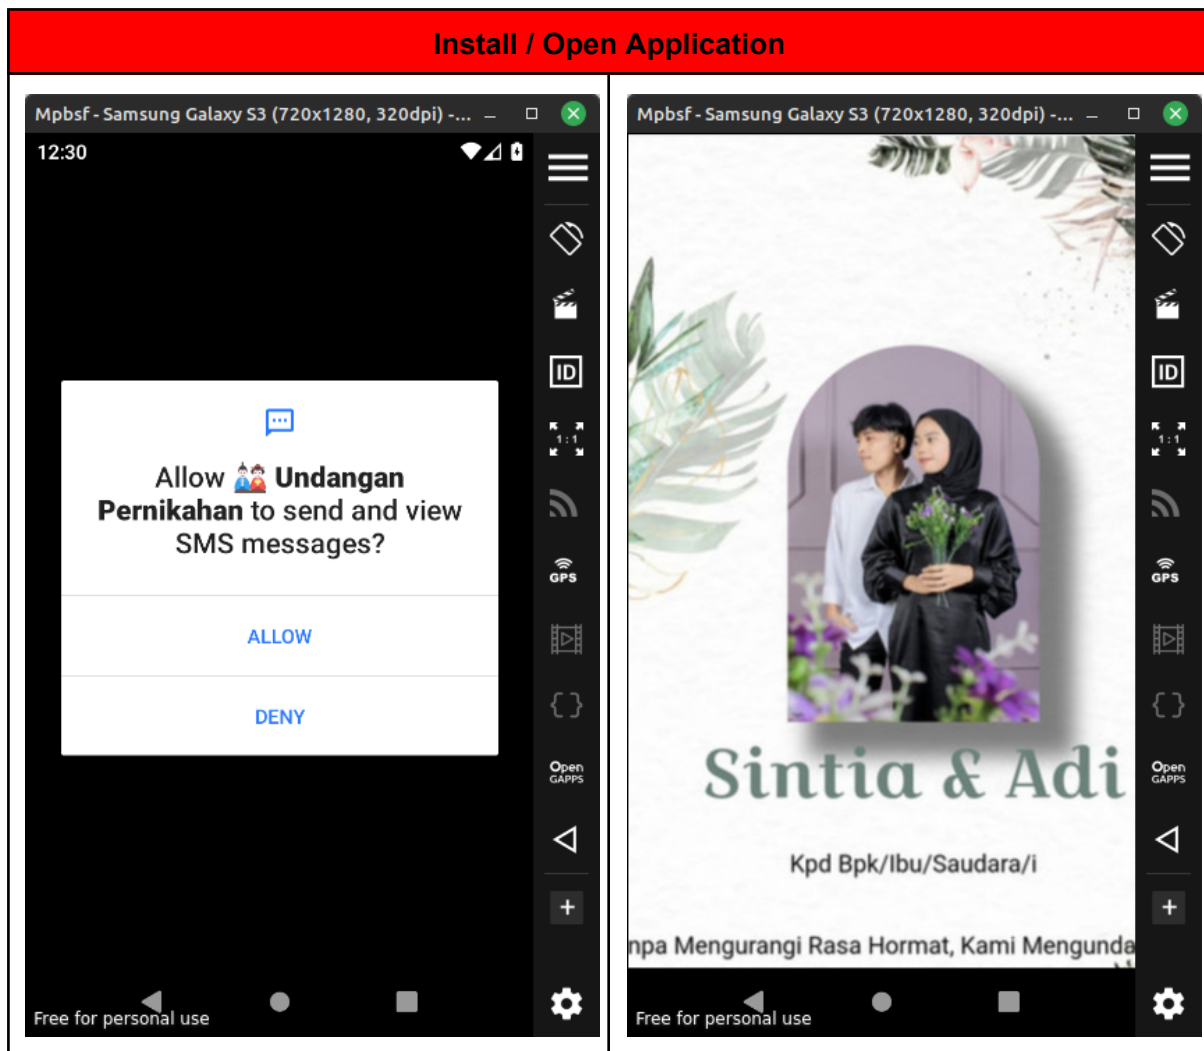 Install / Open Application
Mpbsf - Samsung Galaxy S3 (720x1280, 320dpi) -...
12:30
ID
1:1
GPS
Allow Undangan
Pernikahan to send and view
SMS messages?
ALLOW
DENY
Open
GAPPS
Free for personal use
Mpbsf - Samsung Galaxy S3 (720x1280, 320dpi) -...
ID
1:1
GPS
Sintia & Adi
Kpd Bpk/Ibu/Saudara/i
npa Mengurangi Rasa Hormat, Kami Mengunda
Open
GAPPS
Free for personal use